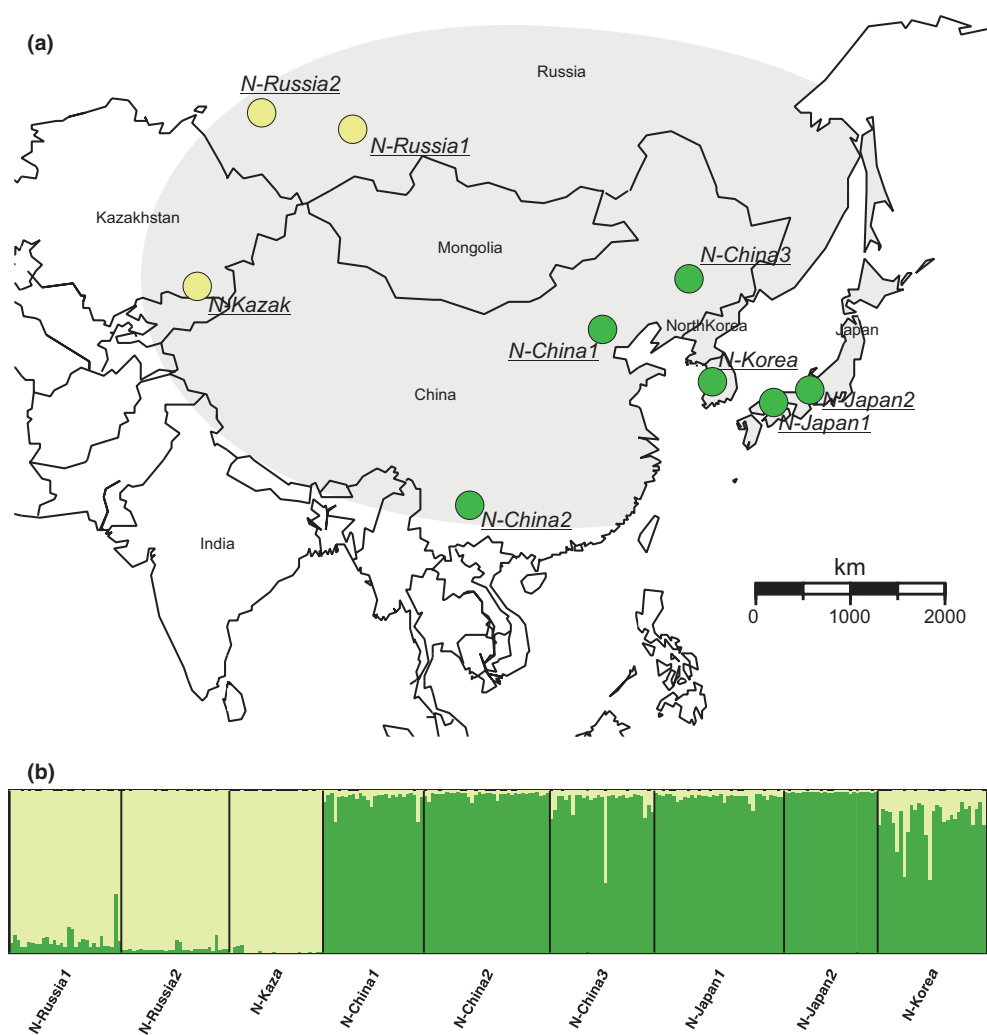 (a)
Russia
N-Russia2
N-Russia1
Kazakhstan
Mongolia
N-China3
N-Kazak
NorthKorea
Japan
N-China1
N-Korea
China
N-Japan2
N-Japan1
N-China2
India
km
0 1000 2000
(b)
N-Russia1 N-Russia2 N-Kaza N-China1 N-China2 N-China3 N-Japan1 N-Japan2 N-Korea